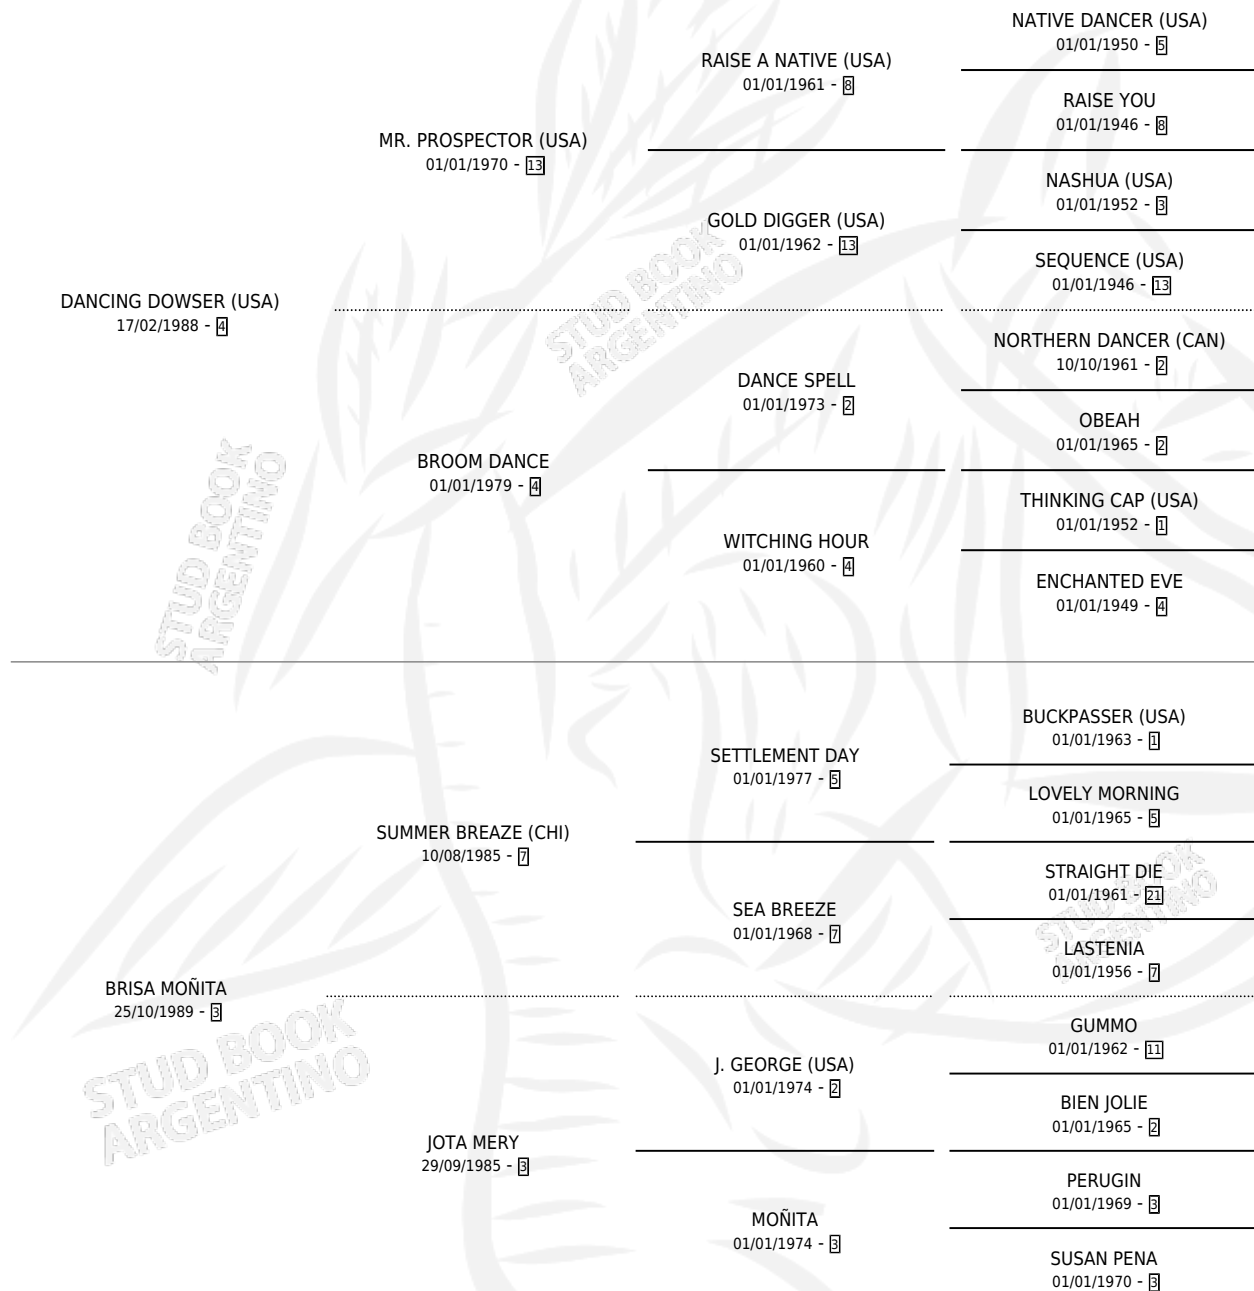 NATIVE DANCER (USA)
01/01/1950 - 5
RAISE A NATIVE (USA)
01/01/1961 - 8
RAISE YOU
01/01/1946 - 8
MR. PROSPECTOR (USA)
01/01/1970 - 13
NASHUA (USA)
01/01/1952 - 3
GOLD DIGGER (USA)
01/01/1962 - 13
SEQUENCE (USA)
01/01/1946 - 13
DANCING DOWSER (USA)
17/02/1988 - 4
NORTHERN DANCER (CAN)
10/10/1961 - 2
DANCE SPELL
01/01/1973 - 2
OBEAH
01/01/1965 - 2
BROOM DANCE
01/01/1979 - 4
THINKING CAP (USA)
01/01/1952 - 1
WITCHING HOUR
01/01/1960 - 4
ENCHANTED EVE
01/01/1949 - 4
BUCKPASSER (USA)
01/01/1963 - 1
SETTLEMENT DAY
01/01/1977 - 5
LOVELY MORNING
01/01/1965 - 5
SUMMER BREAZE (CHI)
10/08/1985 - 7
STRAIGHT DIE
01/01/1961 - 21
SEA BREEZE
01/01/1968 - 7
LASTENIA
01/01/1956 - 7
BRISA MOÑITA
25/10/1989 - 3
GUMMO
01/01/1962 - 11
J. GEORGE (USA)
01/01/1974 - 2
BIEN JOLIE
01/01/1965 - 2
JOTA MERY
29/09/1985 - 3
PERUGIN
01/01/1969 - 3
MOÑITA
01/01/1974 - 3
SUSAN PENA
01/01/1970 - 3
STUD BOOK
ARGENTINO
STUD BOOK
ARGENTINO
STUD BOOK
ARGENTINO
STUD BOOK
ARGENTINO